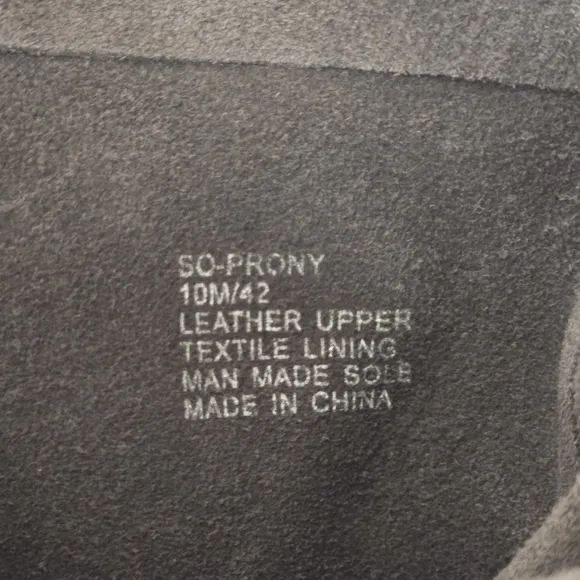 SO-PRONY
10M/42
LEATHER UPPER
TEXTILE LINING
MAN MADE SOLE
MADE IN CHINA